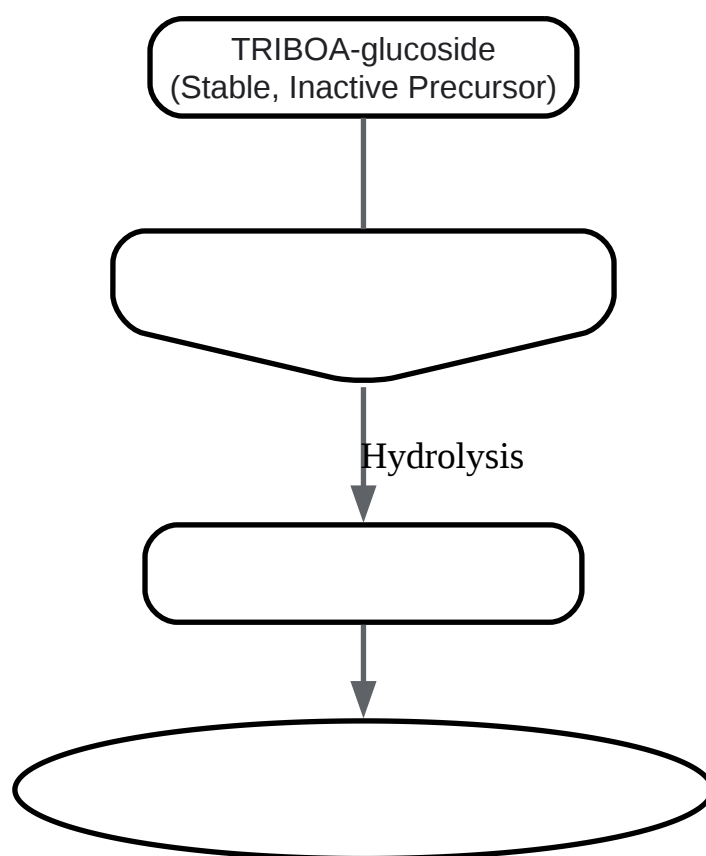 TRIBOA-glucoside
(Stable, Inactive Precursor)
Hydrolysis